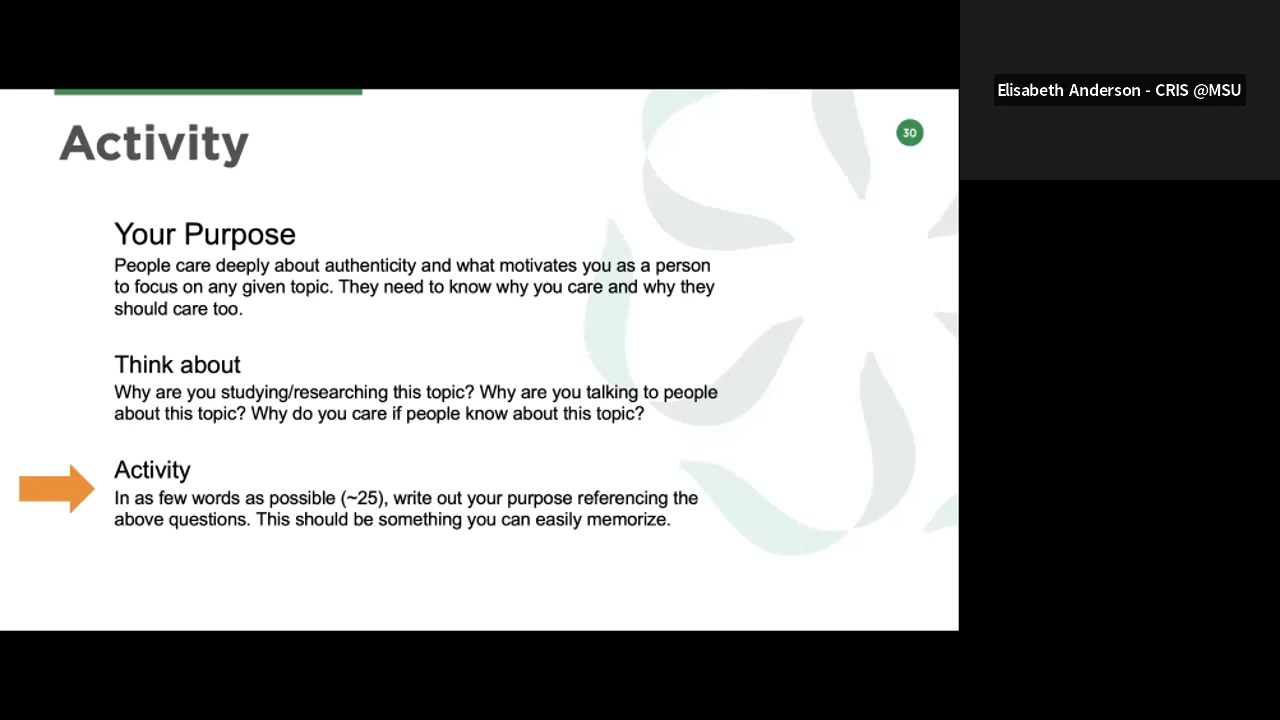 Elisabeth Anderson - CRIS @MSU
Activity
30
Your Purpose
People care deeply about authenticity and what motivates you as a person
to focus on any given topic. They need to know why you care and why they
should care too.
Think about
Why are you studying/researching this topic? Why are you talking to people
about this topic? Why do you care if people know about this topic?
Activity
In as few words as possible (~25), write out your purpose referencing the
above questions. This should be something you can easily memorize.